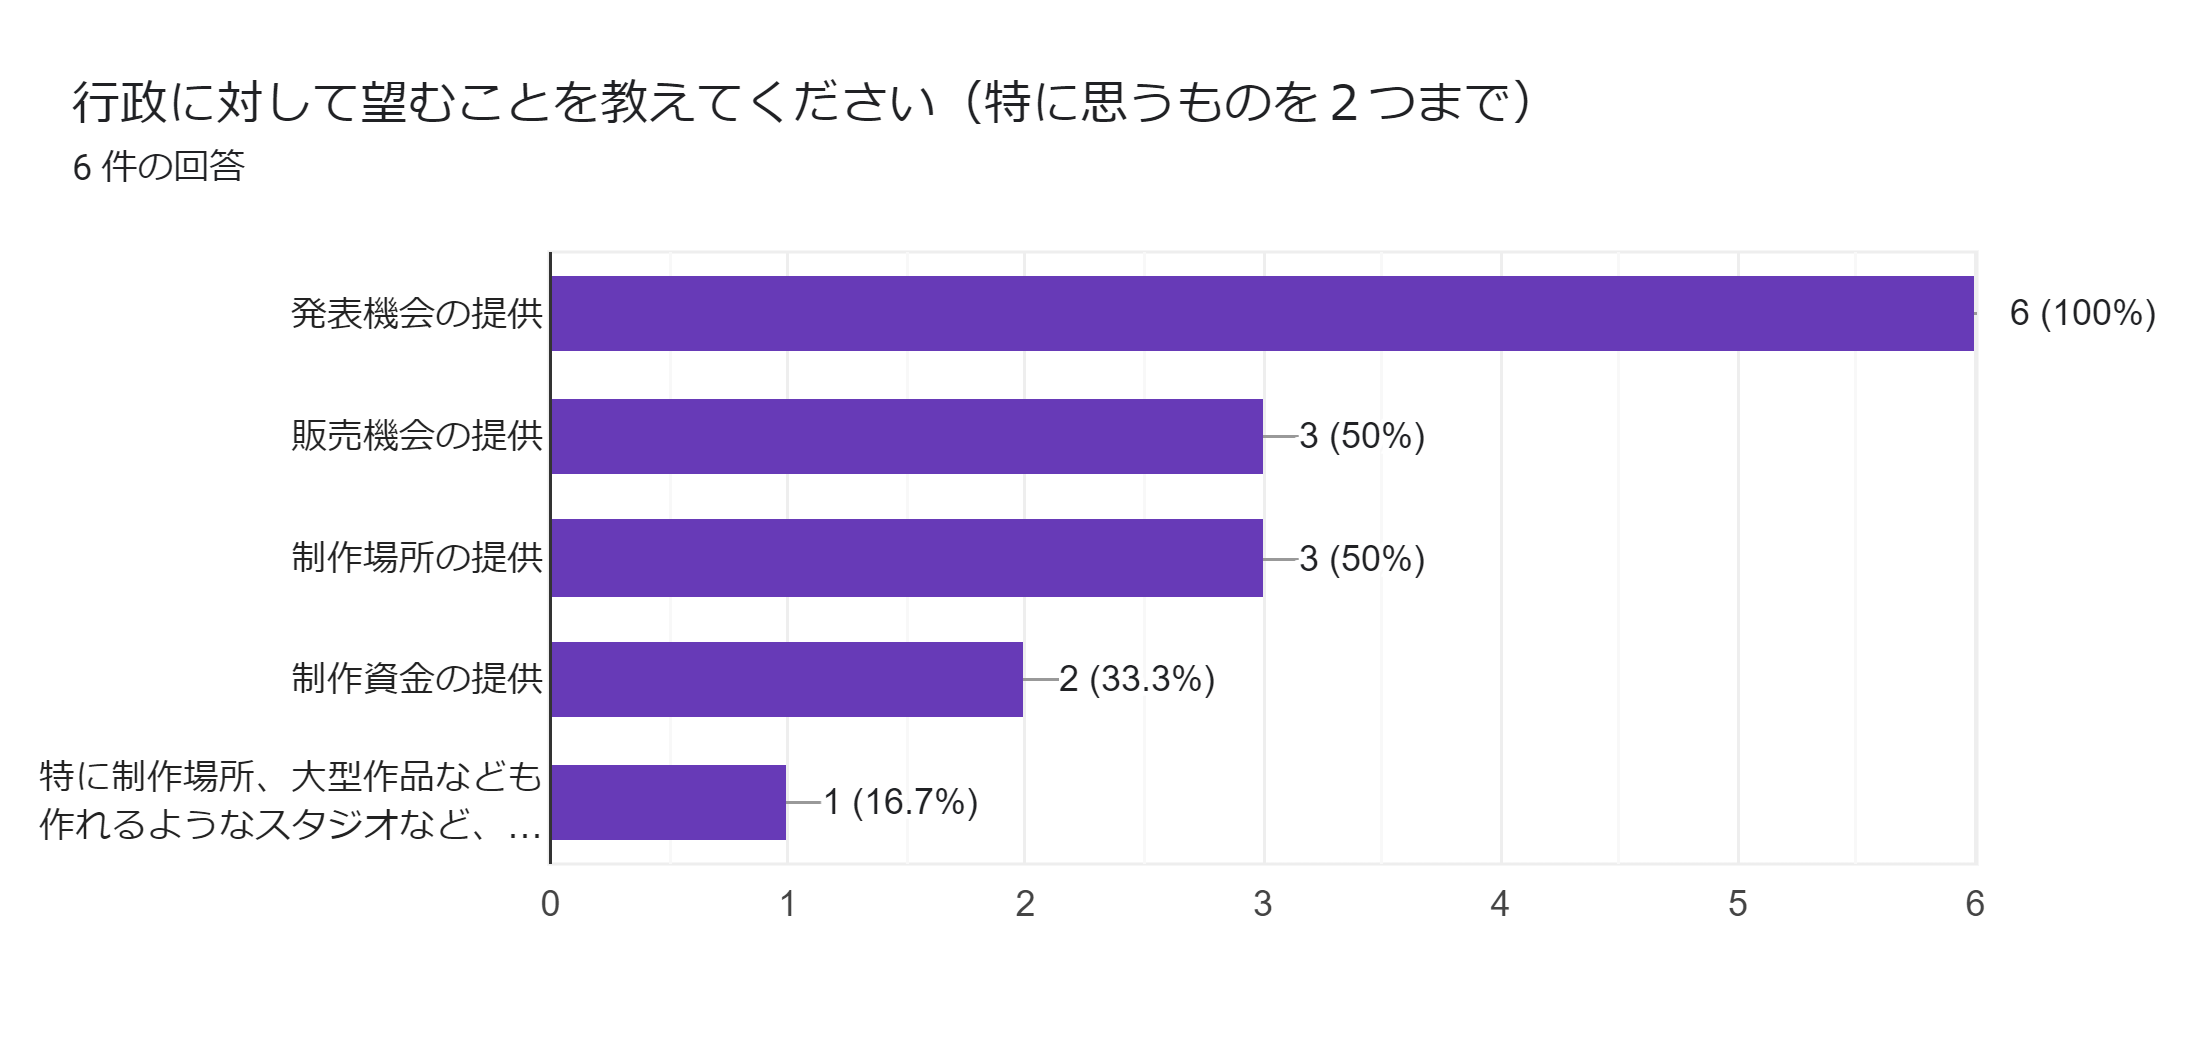 行政に対して望むことを教えてください（特に思うものを２つまで）
6 件の回答
発表機会の提供
6 (100%)
販売機会の提供
3 (50%)
制作場所の提供
3 (50%)
制作資金の提供
2 (33.3%)
特に制作場所、大型作品なども
作れるようなスタジオなど、…
1 (16.7%)
0 1 2 3 4 5 6